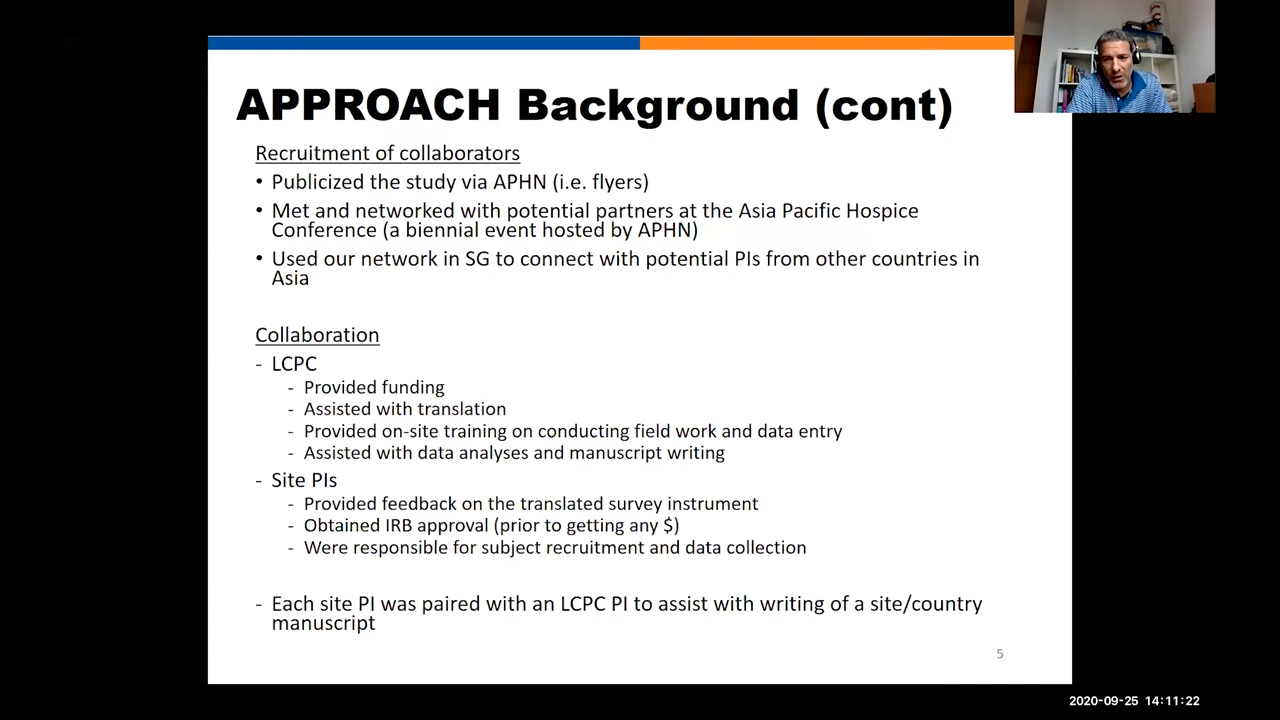 APPROACH Background (cont)
Recruitment of collaborators
• Publicized the study via APHN (i.e. flyers)
• Met and networked with potential partners at the Asia Pacific Hospice
Conference (a biennial event hosted by APHN)
• Used our network in SG to connect with potential PIs from other countries in
Asia
Collaboration
- LCPC
- Provided funding
- Assisted with translation
- Provided on-site training on conducting field work and data entry
- Assisted with data analyses and manuscript writing
- Site PIs
- Provided feedback on the translated survey instrument
- Obtained IRB approval (prior to getting any $)
- Were responsible for subject recruitment and data collection
- Each site PI was paired with an LCPC PI to assist with writing of a site/country
manuscript
5
2020-09-25 14:11:22